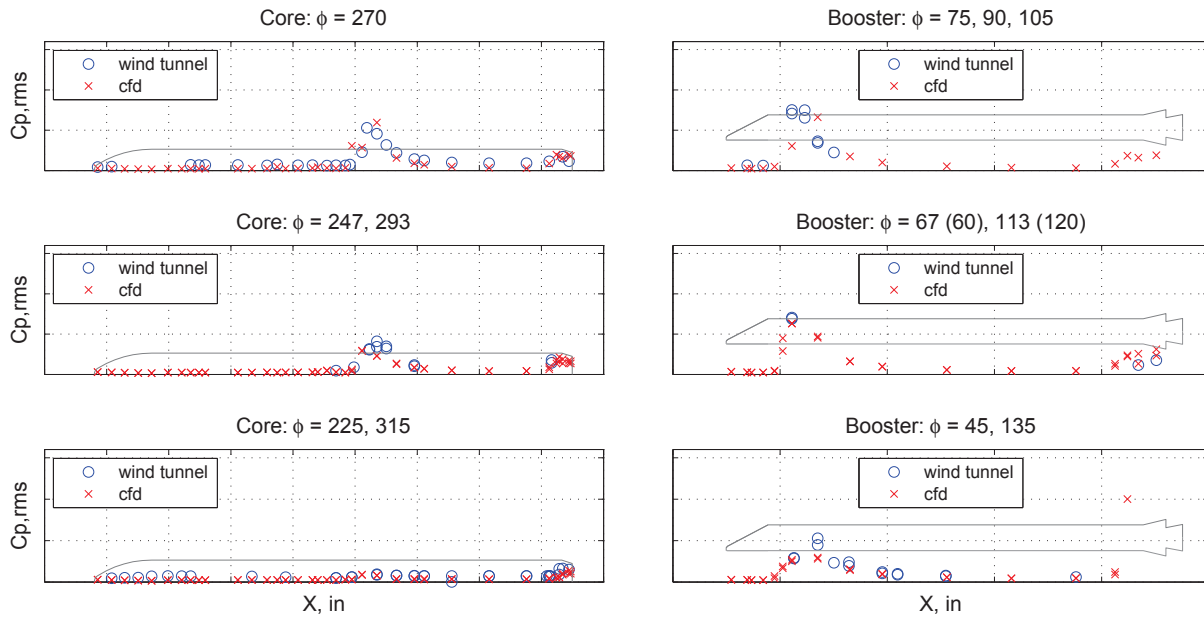 Core: ϕ = 270
wind tunnel
cfd
Cp,rms
Booster: ϕ = 75, 90, 105
wind tunnel
cfd
Core: ϕ = 247, 293
wind tunnel
cfd
Cp,rms
Booster: ϕ = 67 (60), 113 (120)
wind tunnel
cfd
Core: ϕ = 225, 315
wind tunnel
cfd
Cp,rms
X, in
Booster: ϕ = 45, 135
wind tunnel
cfd
X, in